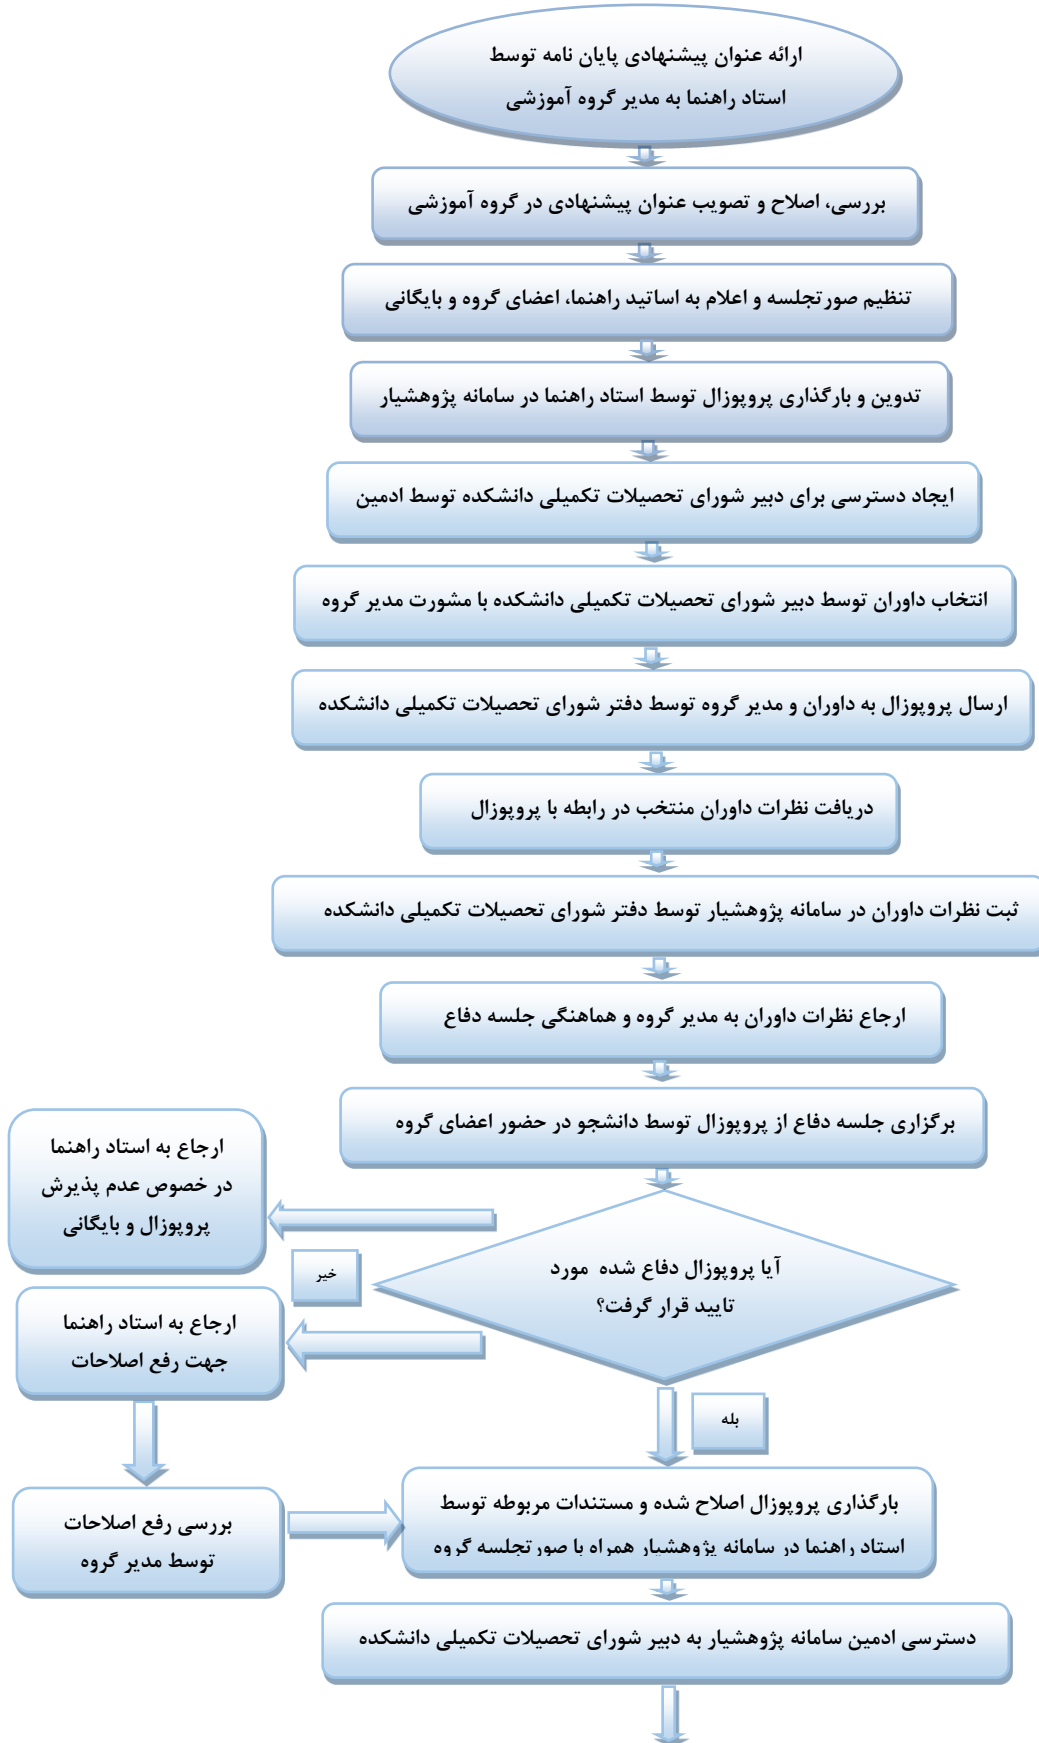 ارائه عنوان پیشنهادی پایان نامه توسط
استاد راهنما به مدیر گروه آموزشی
بررسی، اصلاح و تصویب عنوان پیشنهادی در گروه آموزشی
تنظیم صورتجلسه و اعلام به اساتید راهنما، اعضای گروه و بایگانی
تدوین و بارگذاری پروپوزال توسط استاد راهنما در سامانه پژوهشیار
ایجاد دسترسی برای دبیر شورای تحصیلات تکمیلی دانشکده توسط ادمین
انتخاب داوران توسط دبیر شورای تحصیلات تکمیلی دانشکده با مشورت مدیر گروه
ارسال پروپوزال به داوران و مدیر گروه توسط دفتر شورای تحصیلات تکمیلی دانشکده
دریافت نظرات داوران منتخب در رابطه با پروپوزال
ثبت نظرات داوران در سامانه پژوهشیار توسط دفتر شورای تحصیلات تکمیلی دانشکده
ارجاع نظرات داوران به مدیر گروه و هماهنگی جلسه دفاع
برگزاری جلسه دفاع از پروپوزال توسط دانشجو در حضور اعضای گروه
آیا پروپوزال دفاع شده مورد
تایید قرار گرفت؟
خیر
ارجاع به استاد راهنما
در خصوص عدم پذیرش
پروپوزال و بایگانی
ارجاع به استاد راهنما
جهت رفع اصلاحات
بررسی رفع اصلاحات
توسط مدیر گروه
بله
بارگذاری پروپوزال اصلاح شده و مستندات مربوطه توسط
استاد راهنما در سامانه پژوهشیار همراه با صورتجلسه گروه
دسترسی ادمین سامانه پژوهشیار به دبیر شورای تحصیلات تکمیلی دانشکده